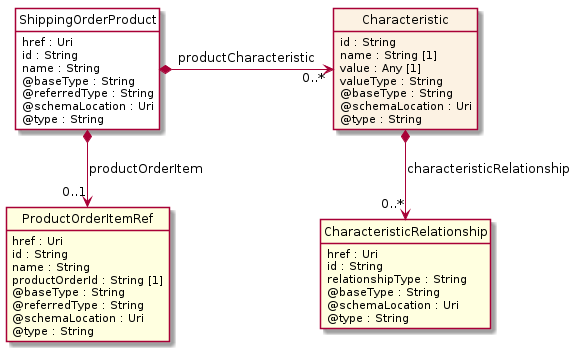 ShippingOrderProduct
href : Uri
id : String
name : String
@baseType : String
@referredType : String
@schemaLocation : Uri
@type : String
productCharacteristic
0..*
Characteristic
id : String
name : String [1]
value : Any [1]
valueType : String
@baseType : String
@schemaLocation : Uri
@type : String
productOrderItem
0..1
characteristicRelationship
0..*
ProductOrderItemRef
href : Uri
id : String
name : String
productOrderId : String [1]
@baseType : String
@referredType : String
@schemaLocation : Uri
@type : String
CharacteristicRelationship
href : Uri
id : String
relationshipType : String
@baseType : String
@schemaLocation : Uri
@type : String